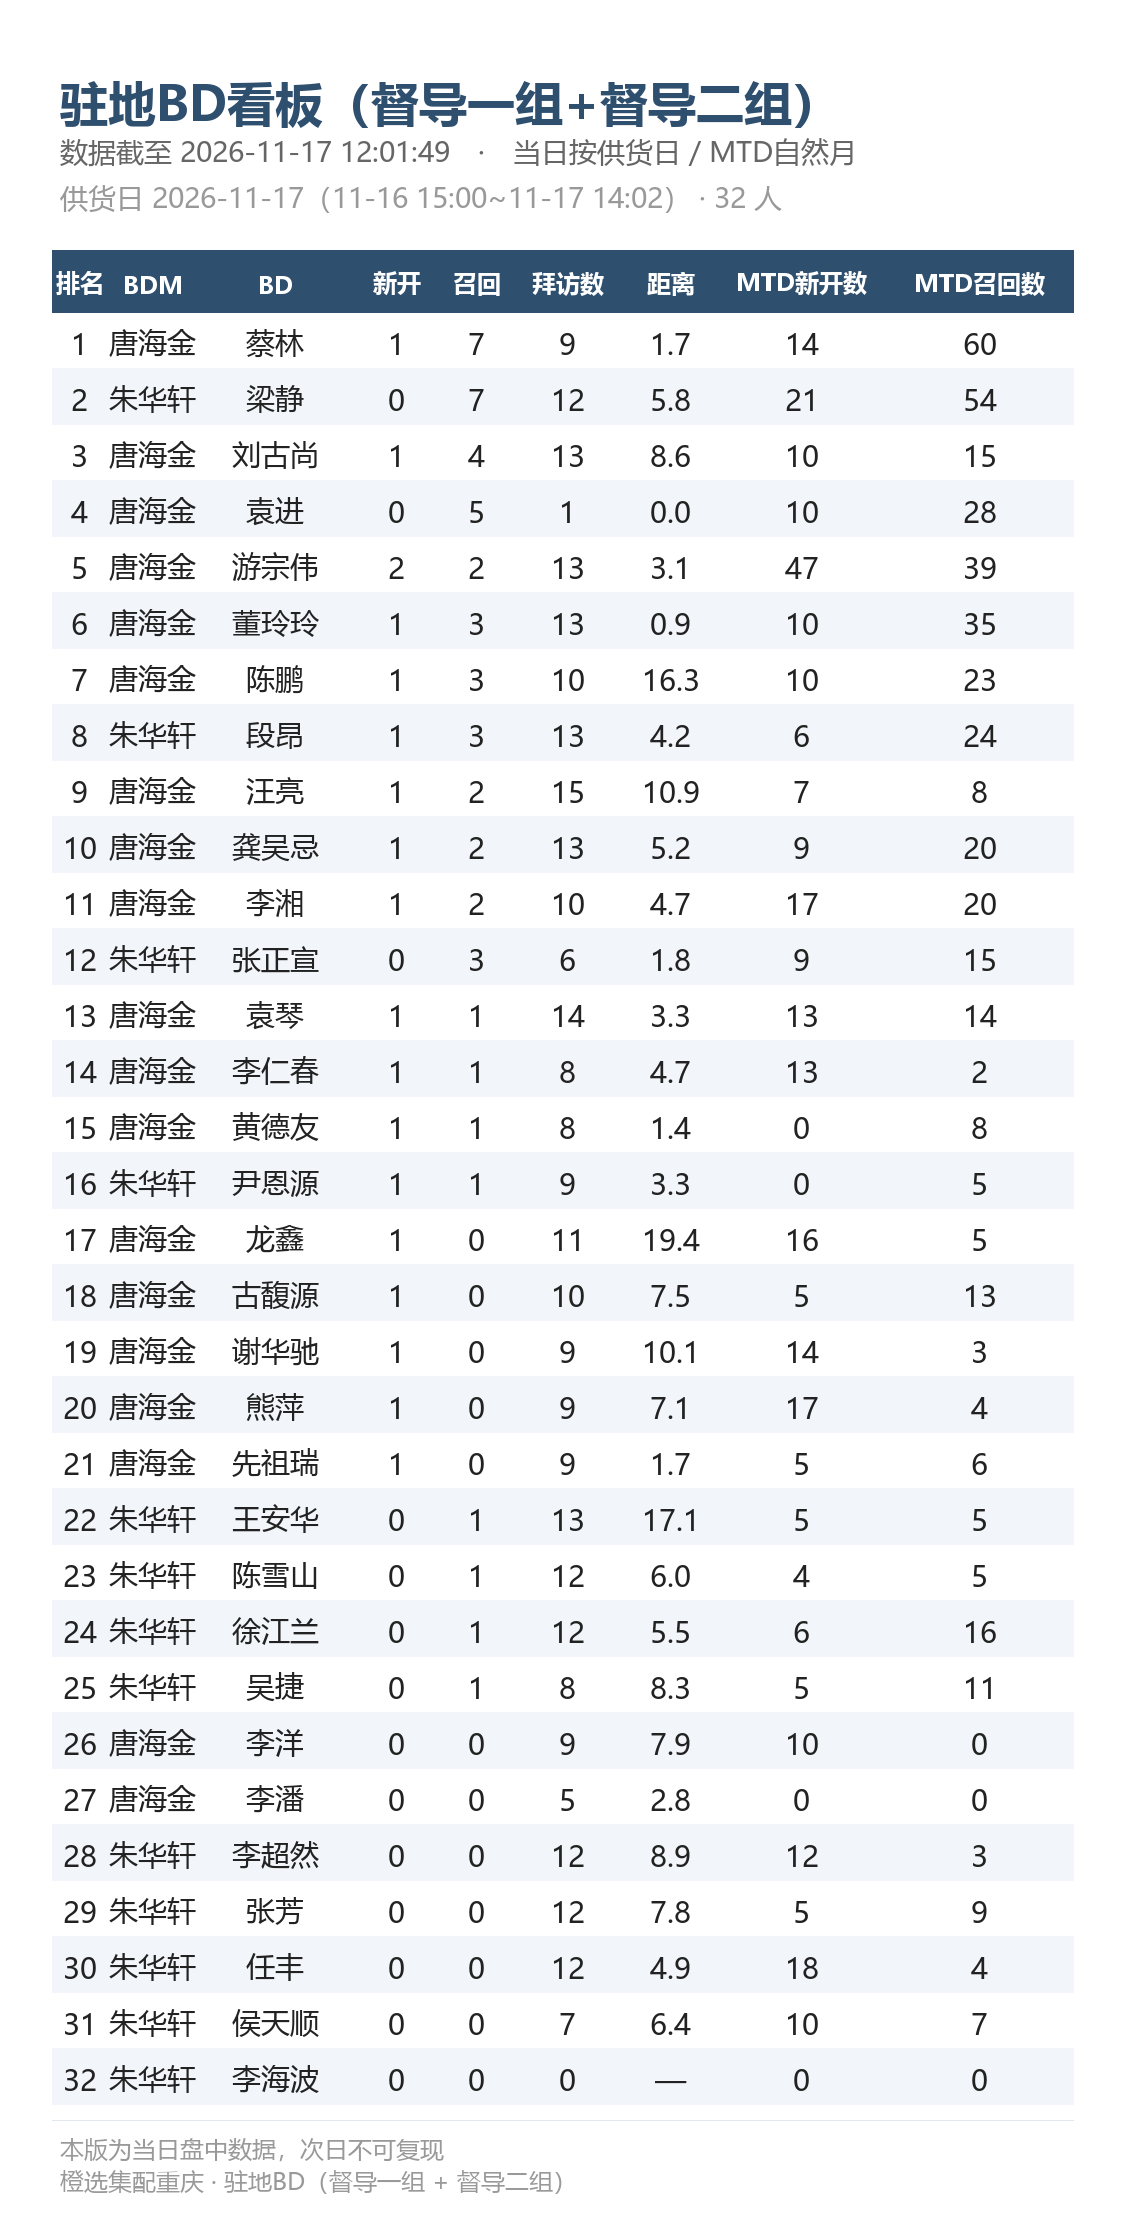 驻地BD看板（督导一组+督导二组）
数据截至 2026-11-17 12:01:49 · 当日按供货日 / MTD自然月
供货日 2026-11-17（11-16 15:00~11-17 14:02） · 32 人
排名 BDM BD 新开 召回 拜访数 距离 MTD新开数 MTD召回数
1 唐海金 蔡林 1 7 9 1.7 14 60
2 朱华轩 梁静 0 7 12 5.8 21 54
3 唐海金 刘古尚 1 4 13 8.6 10 15
4 唐海金 袁进 0 5 1 0.0 10 28
5 唐海金 游宗伟 2 2 13 3.1 47 39
6 唐海金 董玲玲 1 3 13 0.9 10 35
7 唐海金 陈鹏 1 3 10 16.3 10 23
8 朱华轩 段昂 1 3 13 4.2 6 24
9 唐海金 汪亮 1 2 15 10.9 7 8
10 唐海金 龚吴忌 1 2 13 5.2 9 20
11 唐海金 李湘 1 2 10 4.7 17 20
12 朱华轩 张正宣 0 3 6 1.8 9 15
13 唐海金 袁琴 1 1 14 3.3 13 14
14 唐海金 李仁春 1 1 8 4.7 13 2
15 唐海金 黄德友 1 1 8 1.4 0 8
16 朱华轩 尹恩源 1 1 9 3.3 0 5
17 唐海金 龙鑫 1 0 11 19.4 16 5
18 唐海金 古馥源 1 0 10 7.5 5 13
19 唐海金 谢华驰 1 0 9 10.1 14 3
20 唐海金 熊萍 1 0 9 7.1 17 4
21 唐海金 先祖瑞 1 0 9 1.7 5 6
22 朱华轩 王安华 0 1 13 17.1 5 5
23 朱华轩 陈雪山 0 1 12 6.0 4 5
24 朱华轩 徐江兰 0 1 12 5.5 6 16
25 朱华轩 吴捷 0 1 8 8.3 5 11
26 唐海金 李洋 0 0 9 7.9 10 0
27 唐海金 李潘 0 0 5 2.8 0 0
28 朱华轩 李超然 0 0 12 8.9 12 3
29 朱华轩 张芳 0 0 12 7.8 5 9
30 朱华轩 任丰 0 0 12 4.9 18 4
31 朱华轩 侯天顺 0 0 7 6.4 10 7
32 朱华轩 李海波 0 0 0 — 0 0
本版为当日盘中数据，次日不可复现
橙选集配重庆 · 驻地BD（督导一组 + 督导二组）